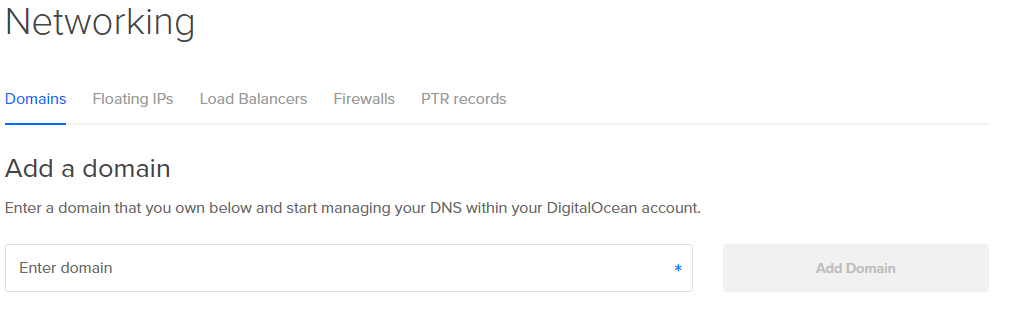 Networking
Domains Floating IPs Load Balancers Firewalls PTR records
Add a domain
Enter a domain that you own below and start managing your DNS within your DigitalOcean account.
Enter domain * Add Domain